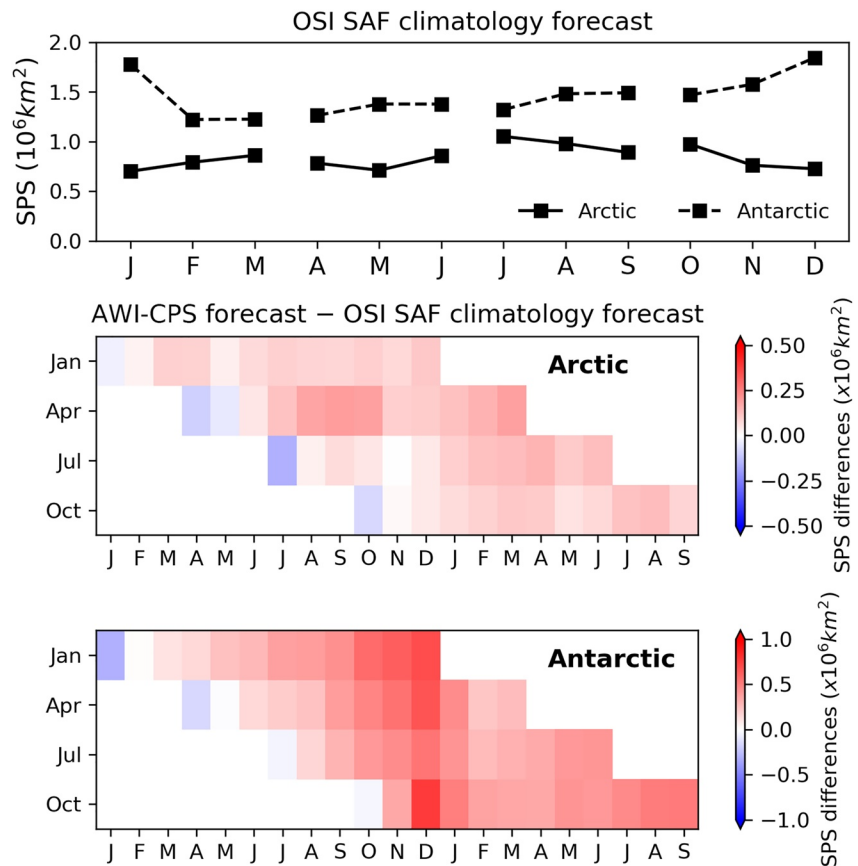 OSI SAF climatology forecast
SPS (10⁶km²)
2.0
1.5
1.0
0.5
0.0
Arctic
Antarctic
J F M A M J J A S O N D
AWI-CPS forecast − OSI SAF climatology forecast
Jan
Apr
Jul
Oct
Arctic
J F M A M J J A S O N D J F M A M J J A S
0.50
0.25
0.00
−0.25
−0.50
SPS differences (x10⁶km²)
Jan
Apr
Jul
Oct
Antarctic
J F M A M J J A S O N D J F M A M J J A S
1.0
0.5
0.0
−0.5
−1.0
SPS differences (x10⁶km²)